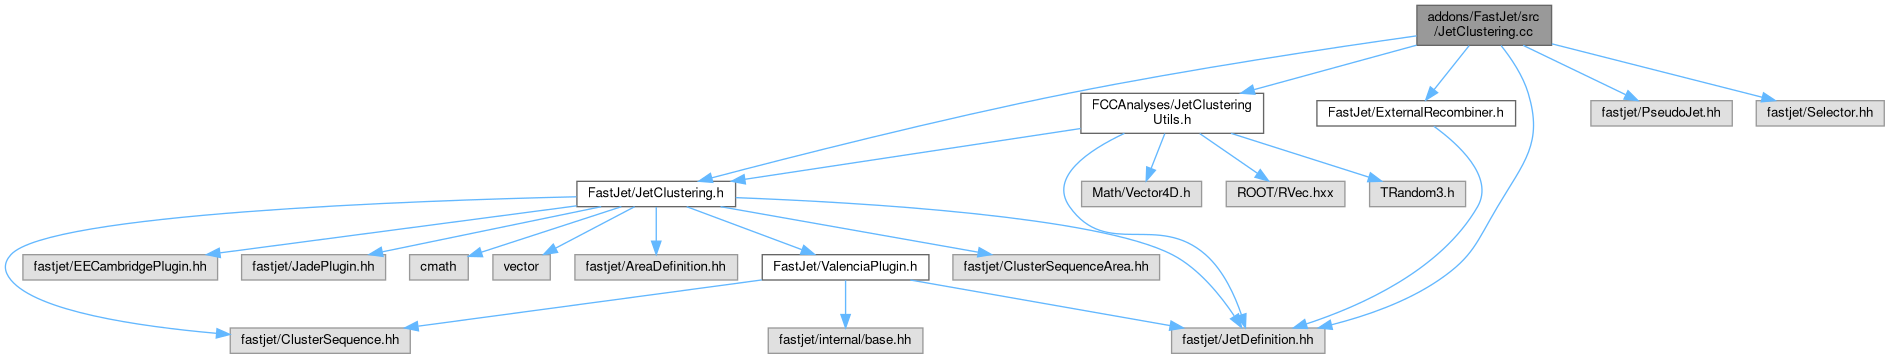 addons/FastJet/src
/JetClustering.cc
FCCAnalyses/JetClustering
Utils.h
FastJet/ExternalRecombiner.h
fastjet/PseudoJet.hh
fastjet/Selector.hh
FastJet/JetClustering.h
Math/Vector4D.h
ROOT/RVec.hxx
TRandom3.h
fastjet/EECambridgePlugin.hh
fastjet/JadePlugin.hh
cmath
vector
fastjet/AreaDefinition.hh
FastJet/ValenciaPlugin.h
fastjet/ClusterSequenceArea.hh
fastjet/ClusterSequence.hh
fastjet/internal/base.hh
fastjet/JetDefinition.hh